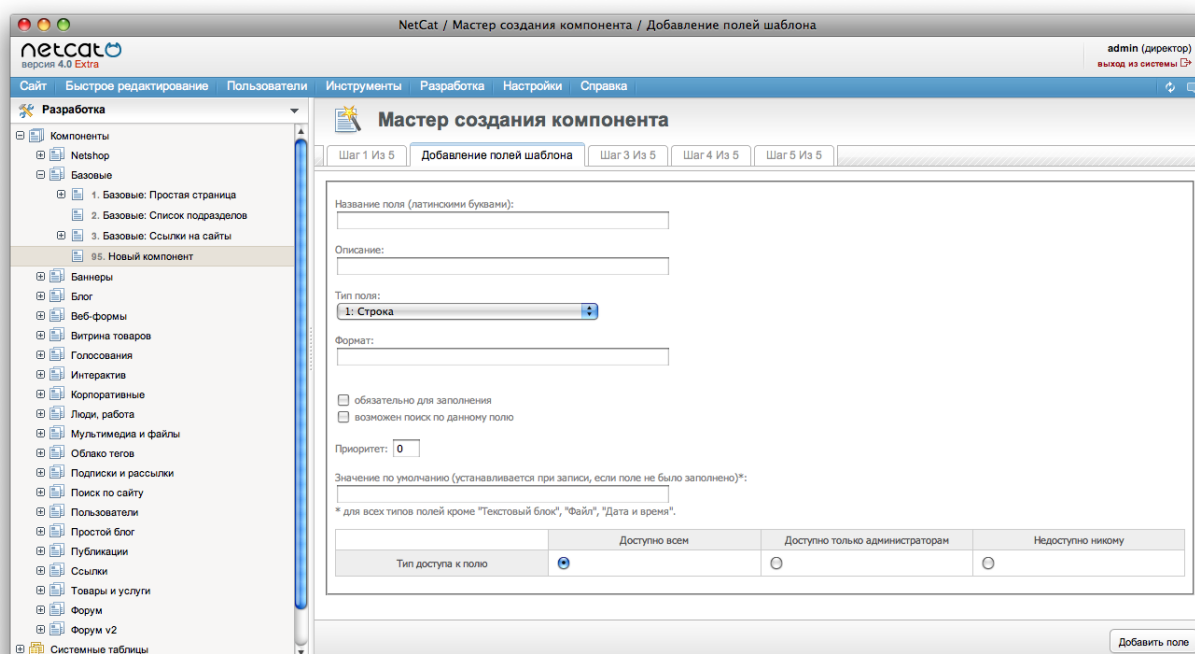 NetCat / Мастер создания компонента / Добавление полей шаблона
netcat
версия 4.0 Extra
admin (директор)
выход из системы
Сайт Быстрое редактирование Пользователи Инструменты Разработка Настройки Справка
Разработка
Компоненты
Netshop
Базовые
1. Базовые: Простая страница
2. Базовые: Список подразделов
3. Базовые: Ссылки на сайты
95. Новый компонент
Баннеры
Блог
Веб-формы
Витрина товаров
Голосования
Интерактив
Корпоративные
Люди, работа
Мультимедиа и файлы
Облако тегов
Подписки и рассылки
Поиск по сайту
Пользователи
Простой блог
Публикации
Ссылки
Товары и услуги
Форум
Форум v2
Системные таблицы
Мастер создания компонента
Шаг 1 Из 5 Добавление полей шаблона Шаг 3 Из 5 Шаг 4 Из 5 Шаг 5 Из 5
Название поля (латинскими буквами):
Описание:
Тип поля:
1: Строка
Формат:
обязательно для заполнения
возможен поиск по данному полю
Приоритет: 0
Значение по умолчанию (устанавливается при записи, если поле не было заполнено)*:
* для всех типов полей кроме "Текстовый блок", "Файл", "Дата и время".
Доступно всем Доступно только администраторам Недоступно никому
Тип доступа к полю
Добавить поле